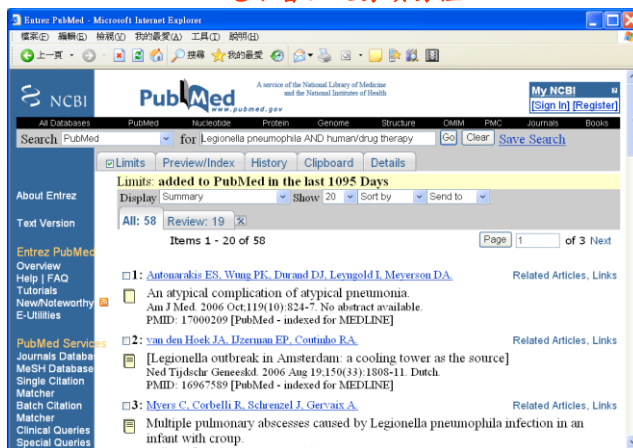 Entrez PubMed - Microsoft Internet Explorer
檔案(F) 編輯(E) 檢視(V) 我的最愛(A) 工具(T) 說明(H)
上一頁 搜尋 我的最愛
NCBI
PubMed
www.pubmed.gov
A service of the National Library of Medicine
and the National Institutes of Health
My NCBI
[Sign In] [Register]
All Databases PubMed Nucleotide Protein Genome Structure OMIM PMC Journals Books
Search PubMed for Legionella pneumophila AND human/drug therapy Go Clear Save Search
Limits Preview/Index History Clipboard Details
Limits: added to PubMed in the last 1095 Days
Display Summary Show 20 Sort by Send to
All: 58 Review: 19
Items 1 - 20 of 58 Page 1 of 3 Next
About Entrez
Text Version
Entrez PubMed
Overview
Help | FAQ
Tutorials
New/Noteworthy
E-Utilities
PubMed Services
Journals Databa
MeSH Database
Single Citation
Matcher
Batch Citation
Matcher
Clinical Queries
Special Queries
1: Antonarakis ES, Wung PK, Durand DJ, Leyngold I, Meyerson DA. Related Articles, Links
An atypical complication of atypical pneumonia.
Am J Med. 2006 Oct;119(10):824-7. No abstract available.
PMID: 17000209 [PubMed - indexed for MEDLINE]
2: van den Hoek JA, IJzerman EP, Coutinho RA. Related Articles, Links
[Legionella outbreak in Amsterdam: a cooling tower as the source]
Ned Tijdschr Geneeskd. 2006 Aug 19;150(33):1808-11. Dutch.
PMID: 16967589 [PubMed - indexed for MEDLINE]
3: Myers C, Corbelli R, Schrenzel J, Gervaix A. Related Articles, Links
Multiple pulmonary abscesses caused by Legionella pneumophila infection in an
infant with croup.